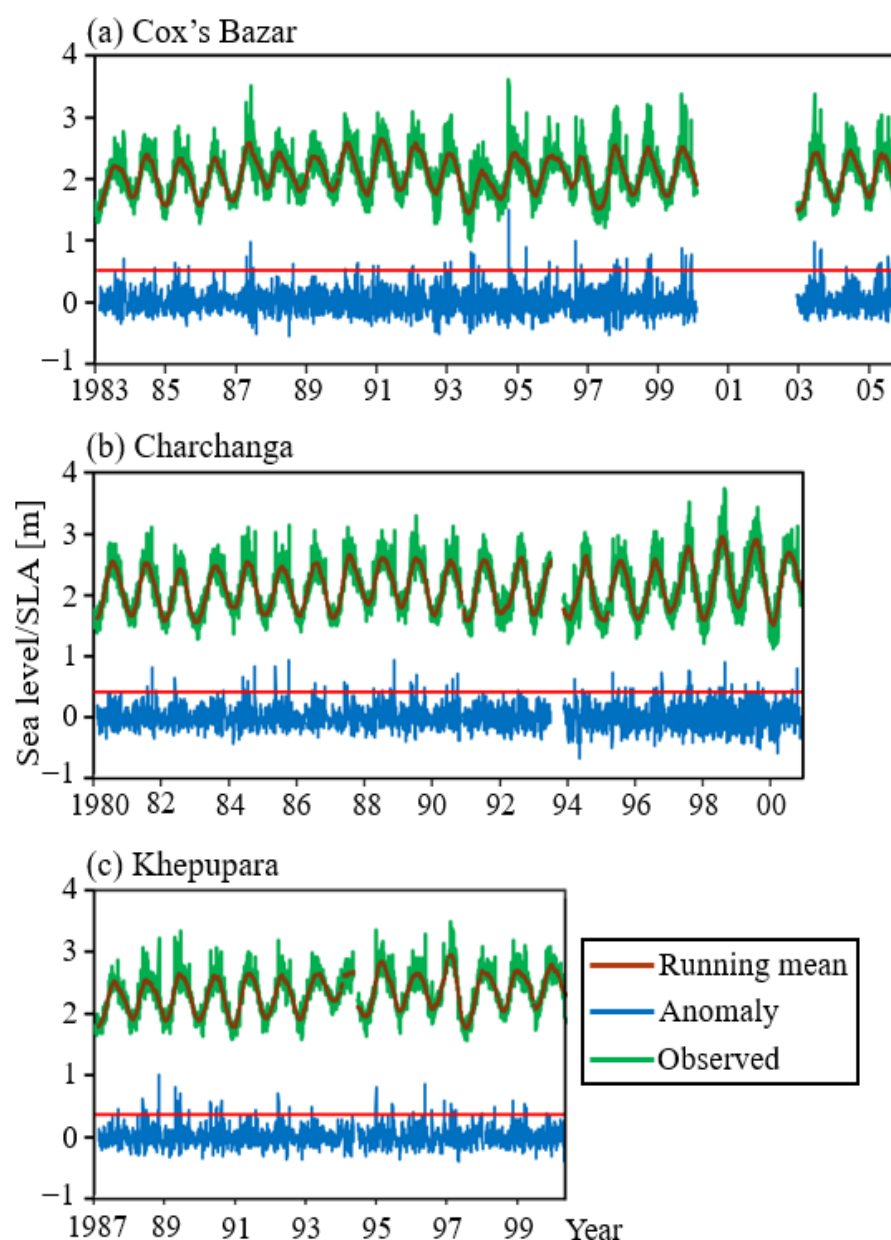 (a) Cox's Bazar
4
3
2
1
0
−1
1983 85 87 89 91 93 95 97 99 01 03 05
(b) Charchanga
Sea level/SLA [m]
4
3
2
1
0
−1
1980 82 84 86 88 90 92 94 96 98 00
(c) Khepupara
4
3
2
1
0
−1
1987 89 91 93 95 97 99 Year
Running mean
Anomaly
Observed